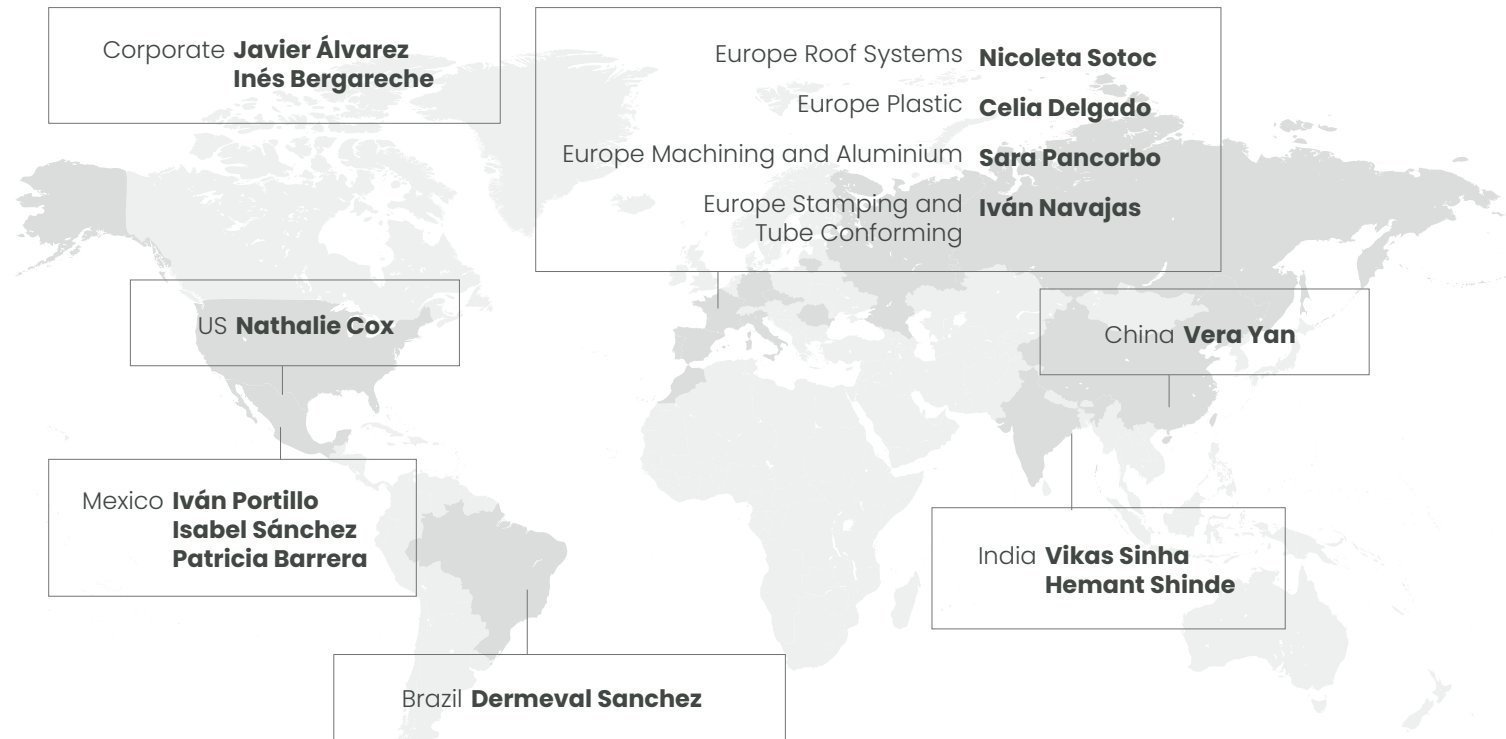 Corporate Javier Álvarez
Inés Bergareche
Europe Roof Systems Nicoleta Sotoc
Europe Plastic Celia Delgado
Europe Machining and Aluminium Sara Pancorbo
Europe Stamping and Iván Navajas
Tube Conforming
US Nathalie Cox
China Vera Yan
Mexico Iván Portillo
Isabel Sánchez
Patricia Barrera
India Vikas Sinha
Hemant Shinde
Brazil Dermeval Sanchez